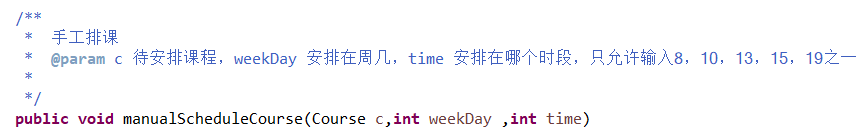 /**
 * 手工排课
 * @param c 待安排课程，weekDay 安排在周几，time 安排在哪个时段，只允许输入8，10，13，15，19之一
 *
 */
public void manualScheduleCourse(Course c,int weekDay ,int time)